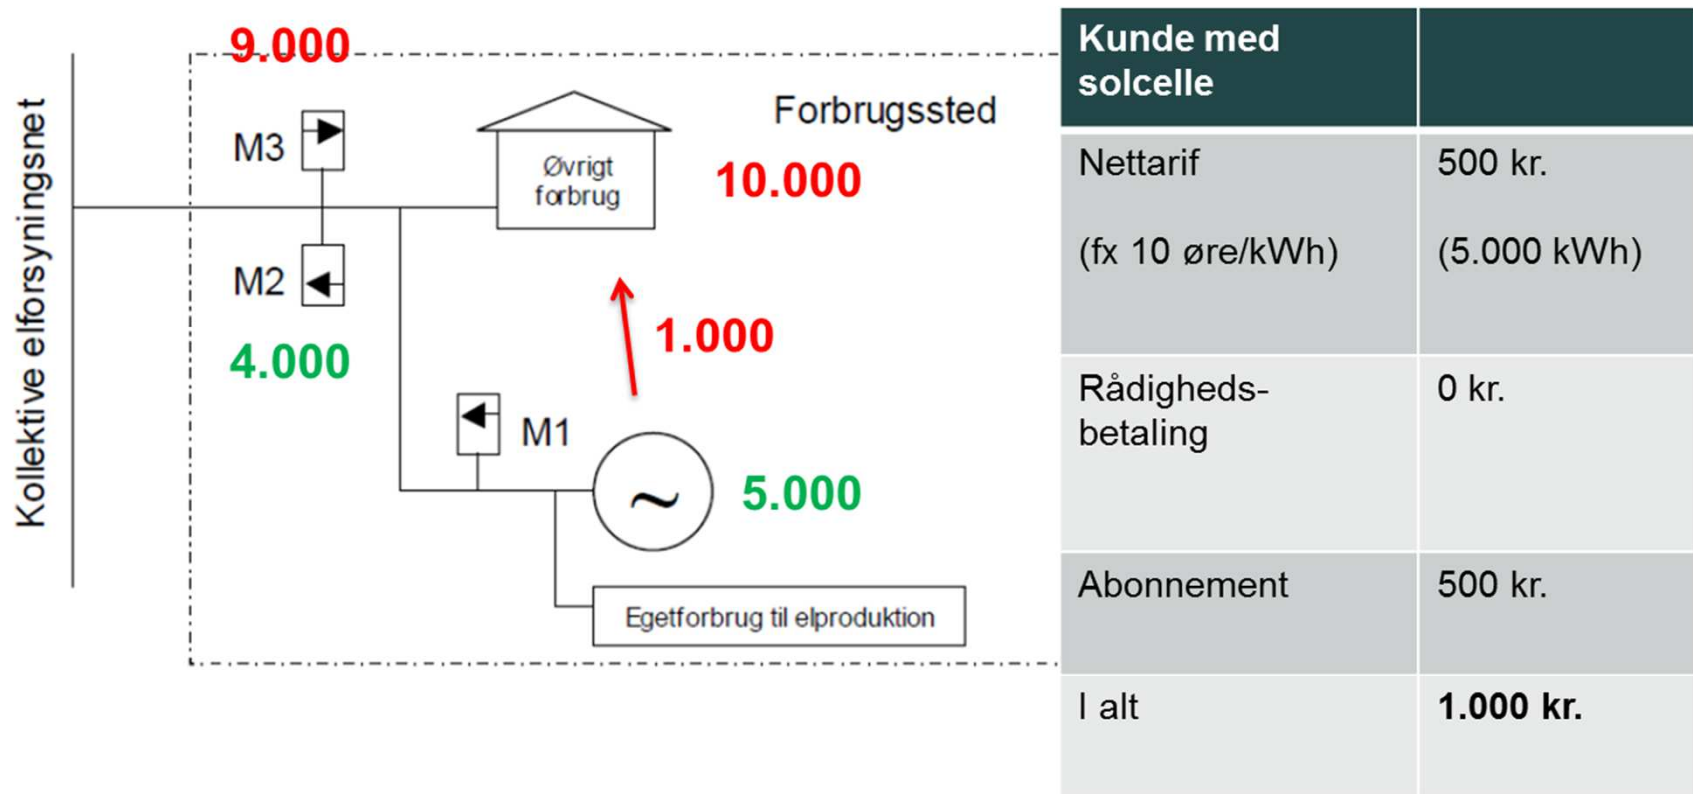 Kollektive elforsyningsnet
9.000
M3
Øvrigt
forbrug
Forbrugssted
10.000
M2
4.000
1.000
M1
~
5.000
Egetforbrug til elproduktion
Kunde med
solcelle
Nettarif
500 kr.
(fx 10 øre/kWh)
(5.000 kWh)
Rådigheds-
betaling
0 kr.
Abonnement
500 kr.
I alt
1.000 kr.